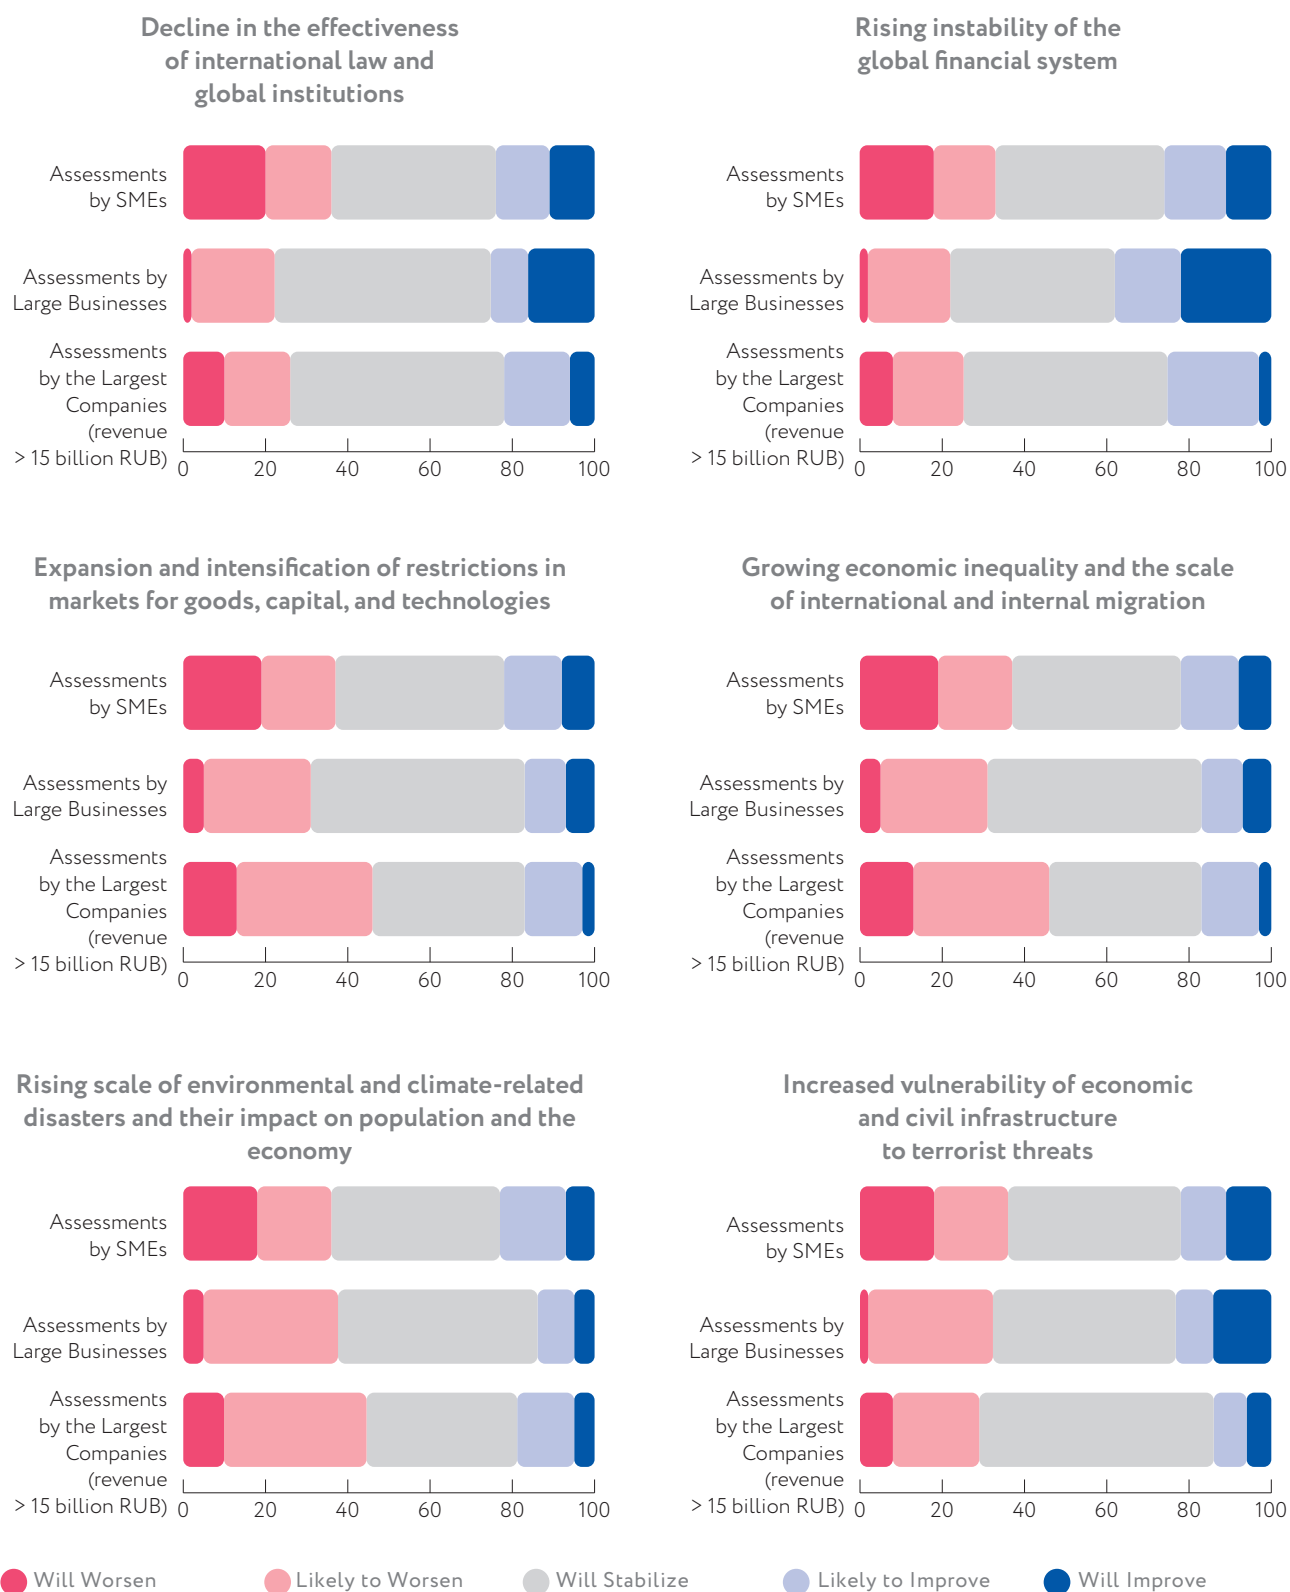 Decline in the effectiveness
of international law and
global institutions
Assessments
by SMEs
Assessments by
Large Businesses
Assessments
by the Largest
Companies
(revenue
> 15 billion RUB)
0 20 40 60 80 100
Rising instability of the
global financial system
Assessments
by SMEs
Assessments by
Large Businesses
Assessments
by the Largest
Companies
(revenue
> 15 billion RUB)
0 20 40 60 80 100
Expansion and intensification of restrictions in
markets for goods, capital, and technologies
Assessments
by SMEs
Assessments by
Large Businesses
Assessments
by the Largest
Companies
(revenue
> 15 billion RUB)
0 20 40 60 80 100
Growing economic inequality and the scale
of international and internal migration
Assessments
by SMEs
Assessments by
Large Businesses
Assessments
by the Largest
Companies
(revenue
> 15 billion RUB)
0 20 40 60 80 100
Rising scale of environmental and climate-related
disasters and their impact on population and the
economy
Assessments
by SMEs
Assessments by
Large Businesses
Assessments
by the Largest
Companies
(revenue
> 15 billion RUB)
0 20 40 60 80 100
Increased vulnerability of economic
and civil infrastructure
to terrorist threats
Assessments
by SMEs
Assessments by
Large Businesses
Assessments
by the Largest
Companies
(revenue
> 15 billion RUB)
0 20 40 60 80 100
Will Worsen Likely to Worsen Will Stabilize Likely to Improve Will Improve